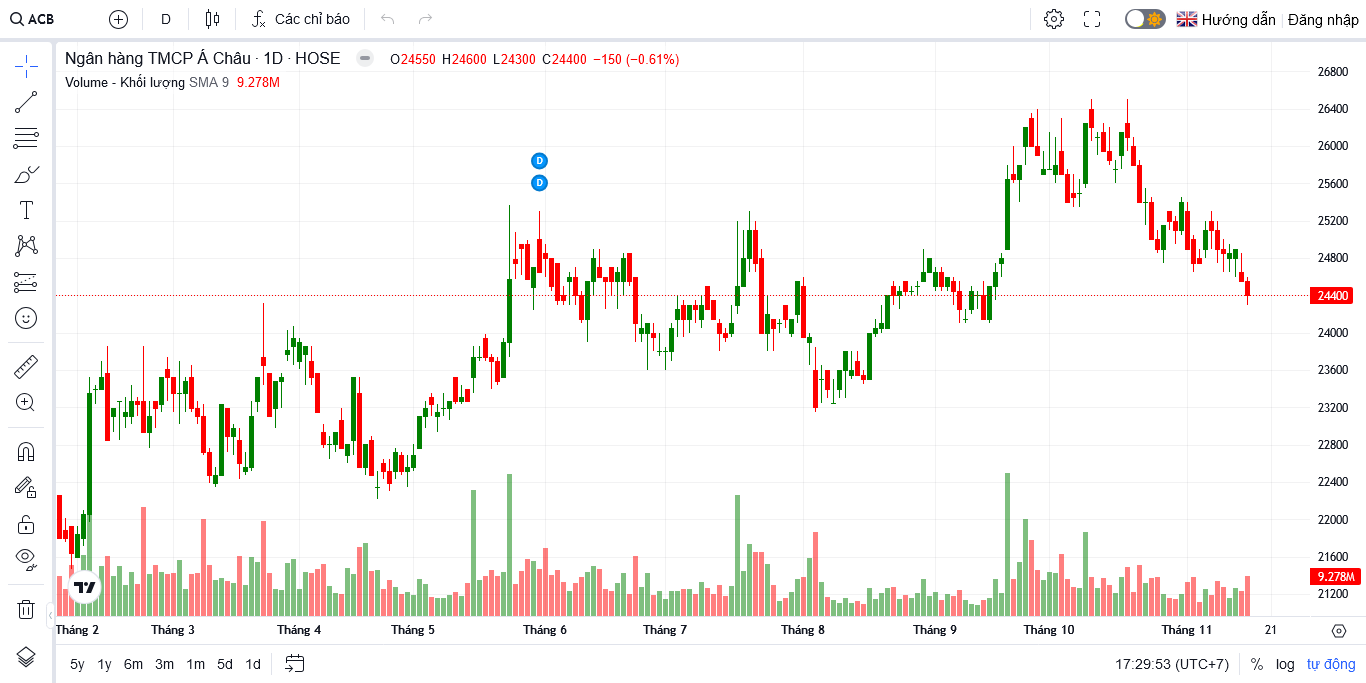 ACB D Các chỉ báo Hướng dẫn Đăng nhập
Ngân hàng TMCP Á Châu · 1D · HOSE O24550 H24600 L24300 C24400 −150 (−0.61%)
Volume - Khối lượng SMA 9 9.278M
D
D
26800
26400
26000
25600
25200
24800
24400
24000
23600
23200
22800
22400
22000
21600
9.278M
21200
Tháng 2 Tháng 3 Tháng 4 Tháng 5 Tháng 6 Tháng 7 Tháng 8 Tháng 9 Tháng 10 Tháng 11 21
5y 1y 6m 3m 1m 5d 1d 17:29:53 (UTC+7) % log tự động